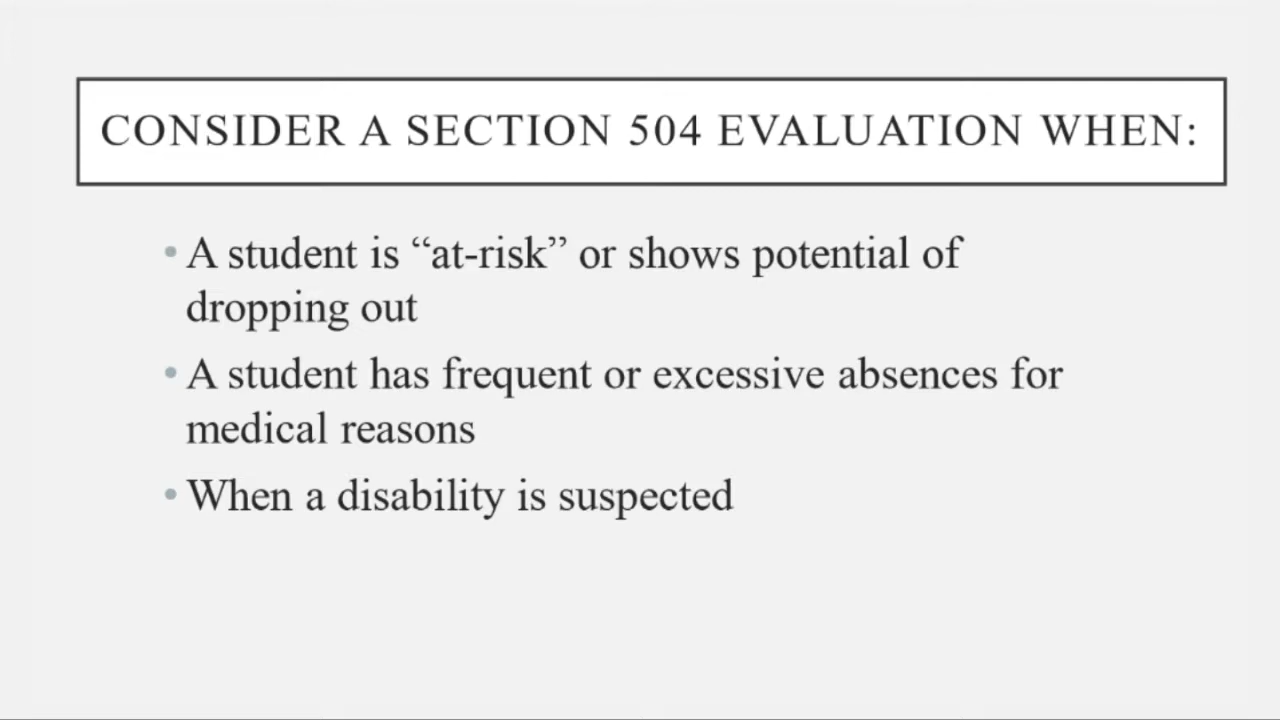 CONSIDER A SECTION 504 EVALUATION WHEN:
• A student is “at-risk” or shows potential of
dropping out
• A student has frequent or excessive absences for
medical reasons
• When a disability is suspected